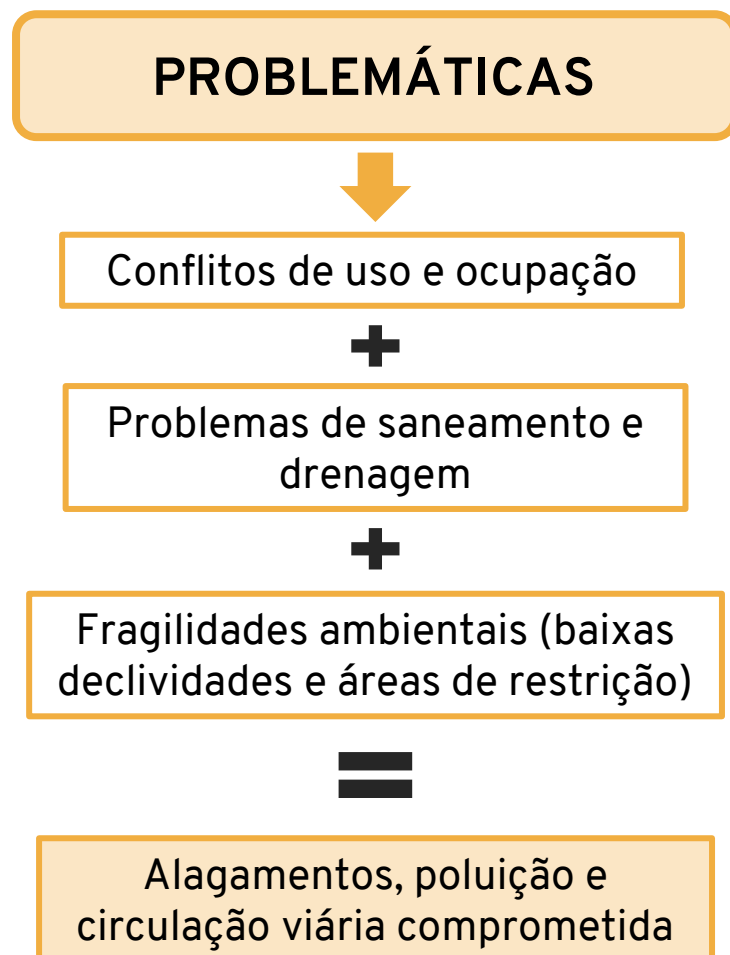 PROBLEMÁTICAS
Conflitos de uso e ocupação
+
Problemas de saneamento e
drenagem
+
Fragilidades ambientais (baixas
declividades e áreas de restrição)
=
Alagamentos, poluição e
circulação viária comprometida